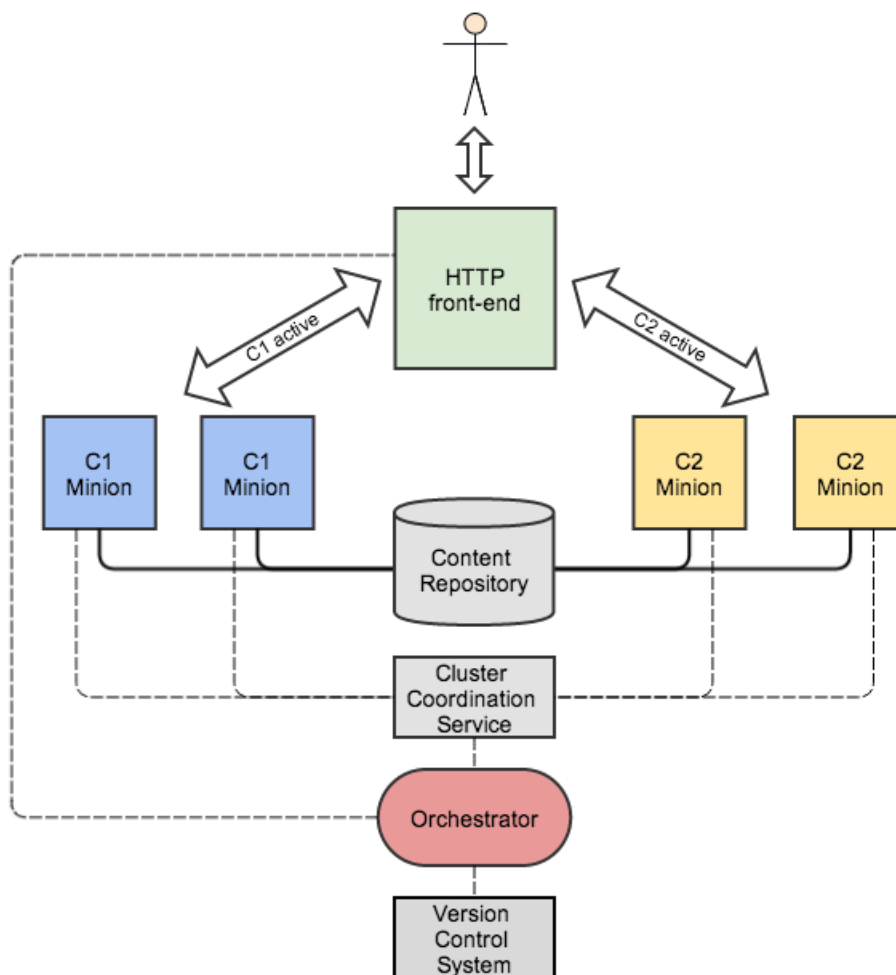 HTTP
front-end
C1 active
C2 active
C1
Minion
C1
Minion
C2
Minion
C2
Minion
Content
Repository
Cluster
Coordination
Service
Orchestrator
Version
Control
System